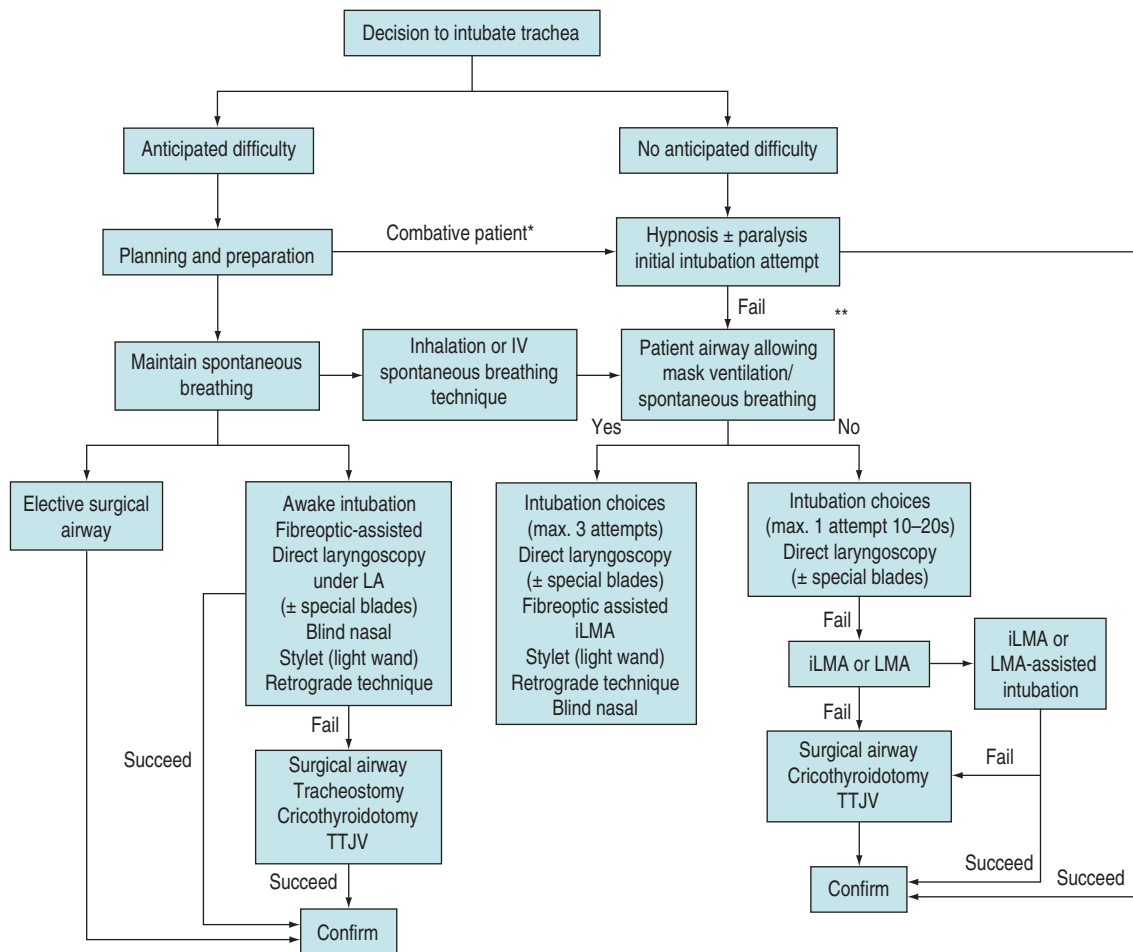 Decision to intubate trachea
Anticipated difficulty
No anticipated difficulty
Planning and preparation
Combative patient*
Hypnosis ± paralysis
initial intubation attempt
Fail
**
Maintain spontaneous
breathing
Inhalation or IV
spontaneous breathing
technique
Patient airway allowing
mask ventilation/
spontaneous breathing
Yes
No
Elective surgical
airway
Awake intubation
Fibreoptic-assisted
Direct laryngoscopy
under LA
(± special blades)
Blind nasal
Stylet (light wand)
Retrograde technique
Intubation choices
(max. 3 attempts)
Direct laryngoscopy
(± special blades)
Fibreoptic assisted
iLMA
Stylet (light wand)
Retrograde technique
Blind nasal
Intubation choices
(max. 1 attempt 10–20s)
Direct laryngoscopy
(± special blades)
Fail
iLMA or LMA
iLMA or
LMA-assisted
intubation
Fail
Fail
Succeed
Surgical airway
Tracheostomy
Cricothyroidotomy
TTJV
Surgical airway
Cricothyroidotomy
TTJV
Fail
Succeed
Succeed
Succeed
Confirm
Confirm